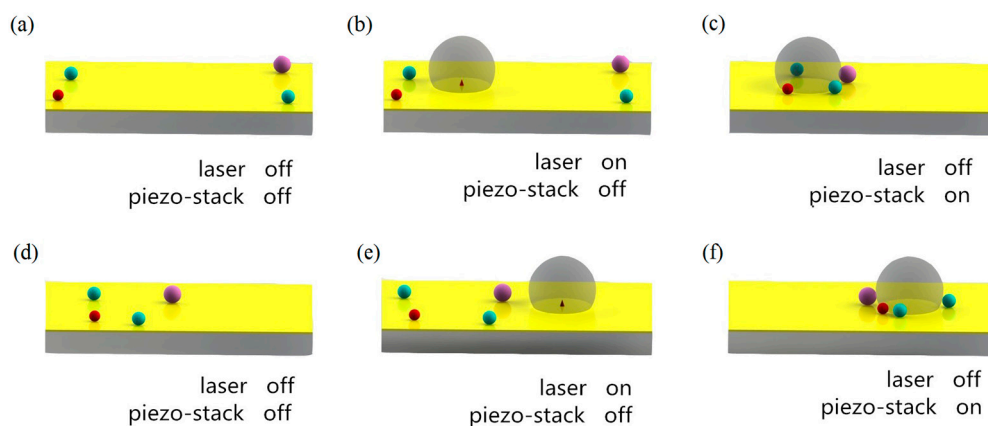 (a)
(b)
(c)
laser off
piezo-stack off
laser on
piezo-stack off
laser off
piezo-stack on
(d)
(e)
(f)
laser off
piezo-stack off
laser on
piezo-stack off
laser off
piezo-stack on